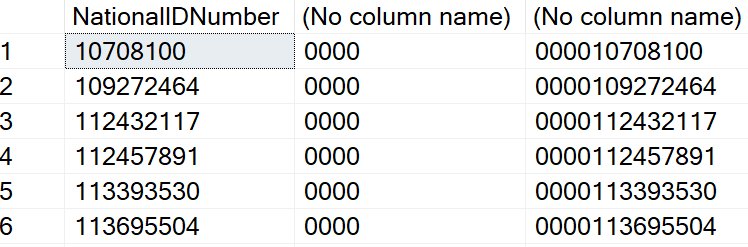 NationalIDNumber (No column name) (No column name)
1 10708100 0000 000010708100
2 109272464 0000 0000109272464
3 112432117 0000 0000112432117
4 112457891 0000 0000112457891
5 113393530 0000 0000113393530
6 113695504 0000 0000113695504